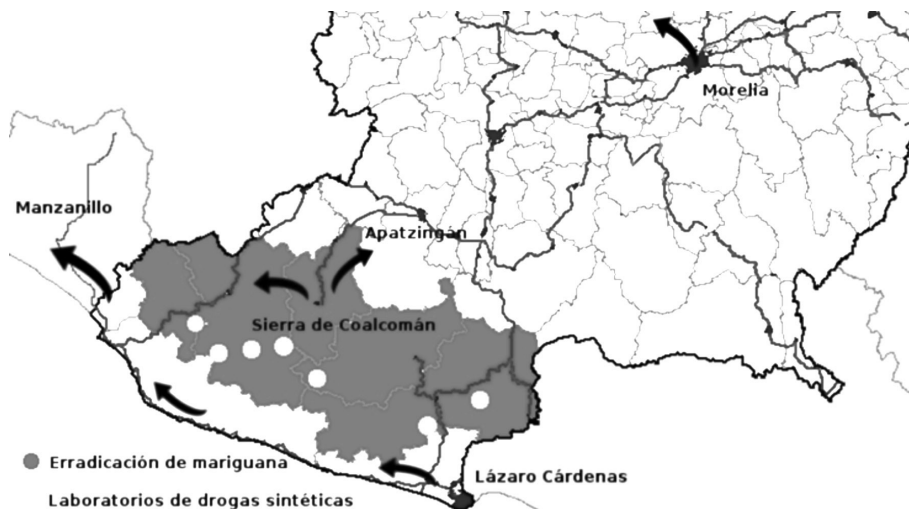 Morelia
Manzanillo
Apatzingán
Sierra de Coalcomán
Erradicación de mariguana
Lázaro Cárdenas
Laboratorios de drogas sintéticas